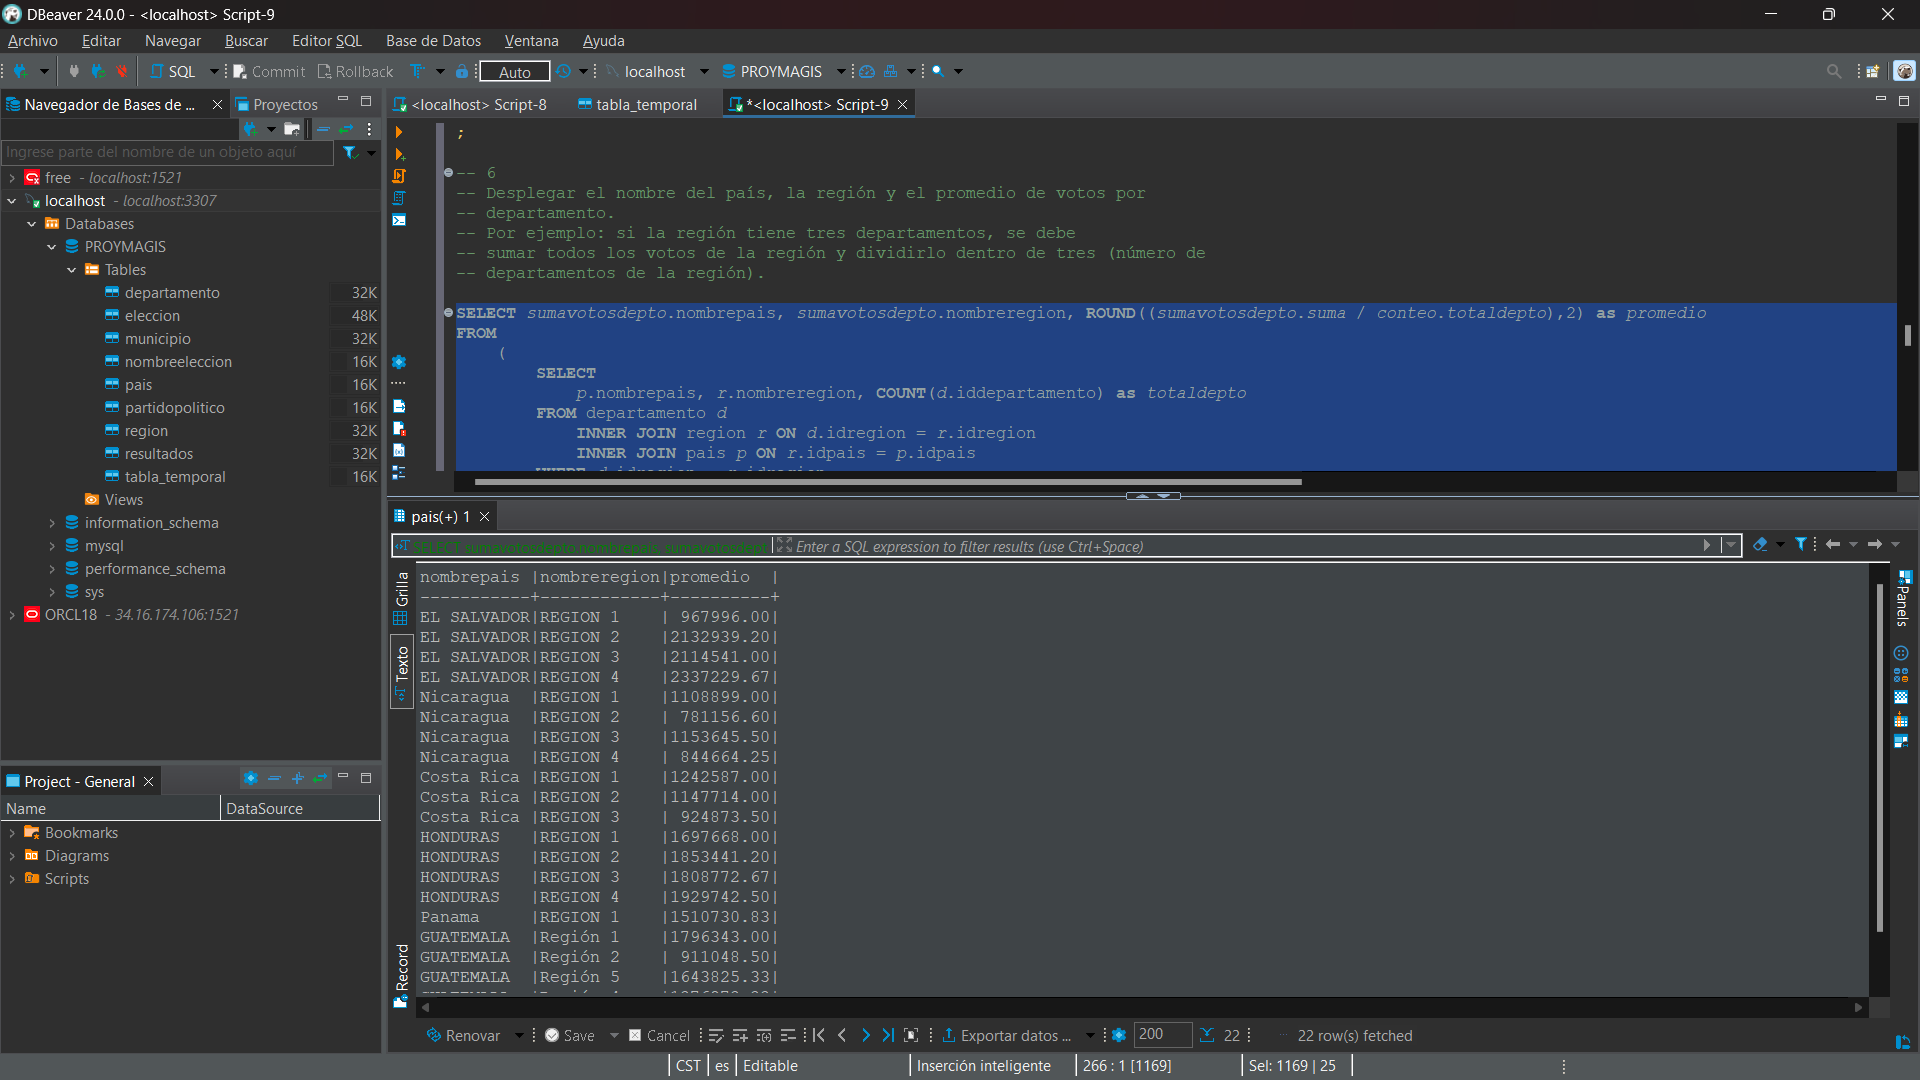 DBeaver 24.0.0 - <localhost> Script-9
Archivo Editar Navegar Buscar Editor SQL Base de Datos Ventana Ayuda
SQL Commit Rollback Auto localhost PROYMAGIS
Navegador de Bases de ... Proyectos
Ingrese parte del nombre de un objeto aquí
free - localhost:1521
localhost - localhost:3307
Databases
PROYMAGIS
Tables
departamento 32K
eleccion 48K
municipio 32K
nombreeleccion 16K
pais 16K
partidopolitico 16K
region 32K
resultados 32K
tabla_temporal 16K
Views
information_schema
mysql
performance_schema
sys
ORCL18 - 34.16.174.106:1521
Project - General
Name DataSource
Bookmarks
Diagrams
Scripts
<localhost> Script-8 tabla_temporal *<localhost> Script-9
;
-- 6
-- Desplegar el nombre del país, la región y el promedio de votos por
-- departamento.
-- Por ejemplo: si la región tiene tres departamentos, se debe
-- sumar todos los votos de la región y dividirlo dentro de tres (número de
-- departamentos de la región).
SELECT sumavotosdepto.nombrepais, sumavotosdepto.nombreregion, ROUND((sumavotosdepto.suma / conteo.totaldepto),2) as promedio
FROM
(
SELECT
p.nombrepais, r.nombreregion, COUNT(d.iddepartamento) as totaldepto
FROM departamento d
INNER JOIN region r ON d.idregion = r.idregion
INNER JOIN pais p ON r.idpais = p.idpais
pais(+) 1
SELECT sumavotosdepto.nombrepais, sumavotosdept Enter a SQL expression to filter results (use Ctrl+Space)
Grilla
Texto
Record
nombrepais |nombreregion|promedio |
-----------+------------+----------+
EL SALVADOR|REGION 1 | 967996.00|
EL SALVADOR|REGION 2 |2132939.20|
EL SALVADOR|REGION 3 |2114541.00|
EL SALVADOR|REGION 4 |2337229.67|
Nicaragua |REGION 1 |1108899.00|
Nicaragua |REGION 2 | 781156.60|
Nicaragua |REGION 3 |1153645.50|
Nicaragua |REGION 4 | 844664.25|
Costa Rica |REGION 1 |1242587.00|
Costa Rica |REGION 2 |1147714.00|
Costa Rica |REGION 3 | 924873.50|
HONDURAS |REGION 1 |1697668.00|
HONDURAS |REGION 2 |1853441.20|
HONDURAS |REGION 3 |1808772.67|
HONDURAS |REGION 4 |1929742.50|
Panama |REGION 1 |1510730.83|
GUATEMALA |Región 1 |1796343.00|
GUATEMALA |Región 2 | 911048.50|
GUATEMALA |Región 5 |1643825.33|
Panels
Renovar Save Cancel Exportar datos ... 200 22 22 row(s) fetched
CST es Editable Inserción inteligente 266 : 1 [1169] Sel: 1169 | 25